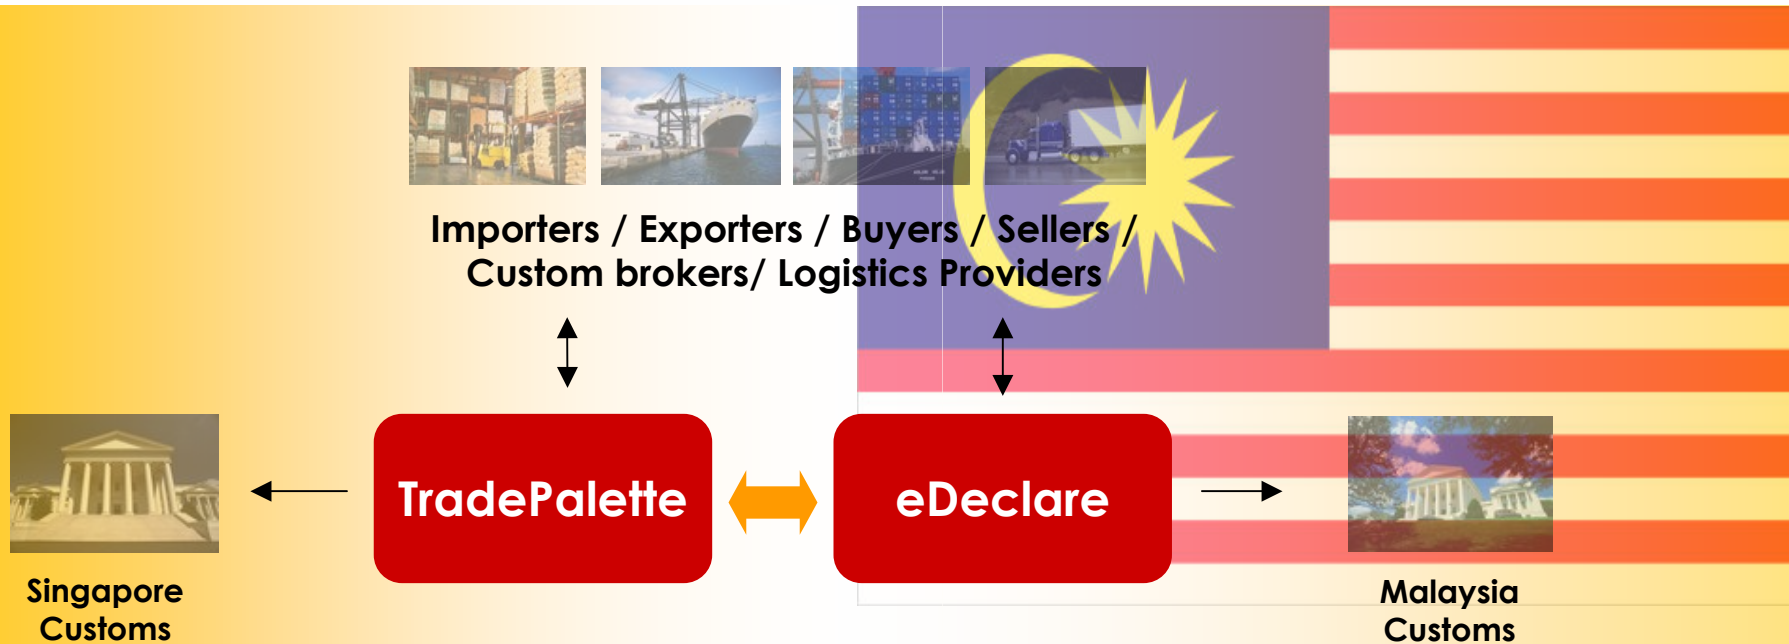 Importers / Exporters / Buyers / Sellers /
Custom brokers/ Logistics Providers
TradePalette
eDeclare
Singapore
Customs
Malaysia
Customs